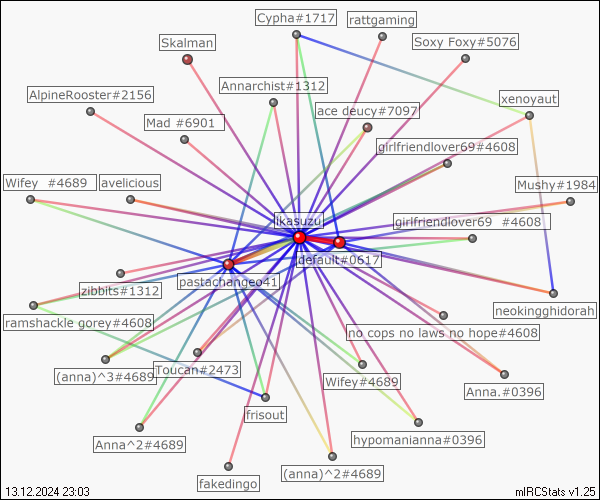 Cypha#1717
rattgaming
Skalman
Soxy Foxy#5076
Annarchist#1312
AlpineRooster#2156
xenoyaut
ace deucy#7097
Mad #6901
girlfriendlover69#4608
Wifey  #4689
avelicious
Mushy#1984
ikasuzu
girlfriendlover69  #4608
default#0617
pastachangeo41
zibbits#1312
neokingghidorah
ramshackle gorey#4608
no cops no laws no hope#4608
(anna)^3#4689
Toucan#2473
Wifey#4689
Anna.#0396
frisout
Anna^2#4689
hypomanianna#0396
(anna)^2#4689
fakedingo
13.12.2024 23:03
mIRCStats v1.25